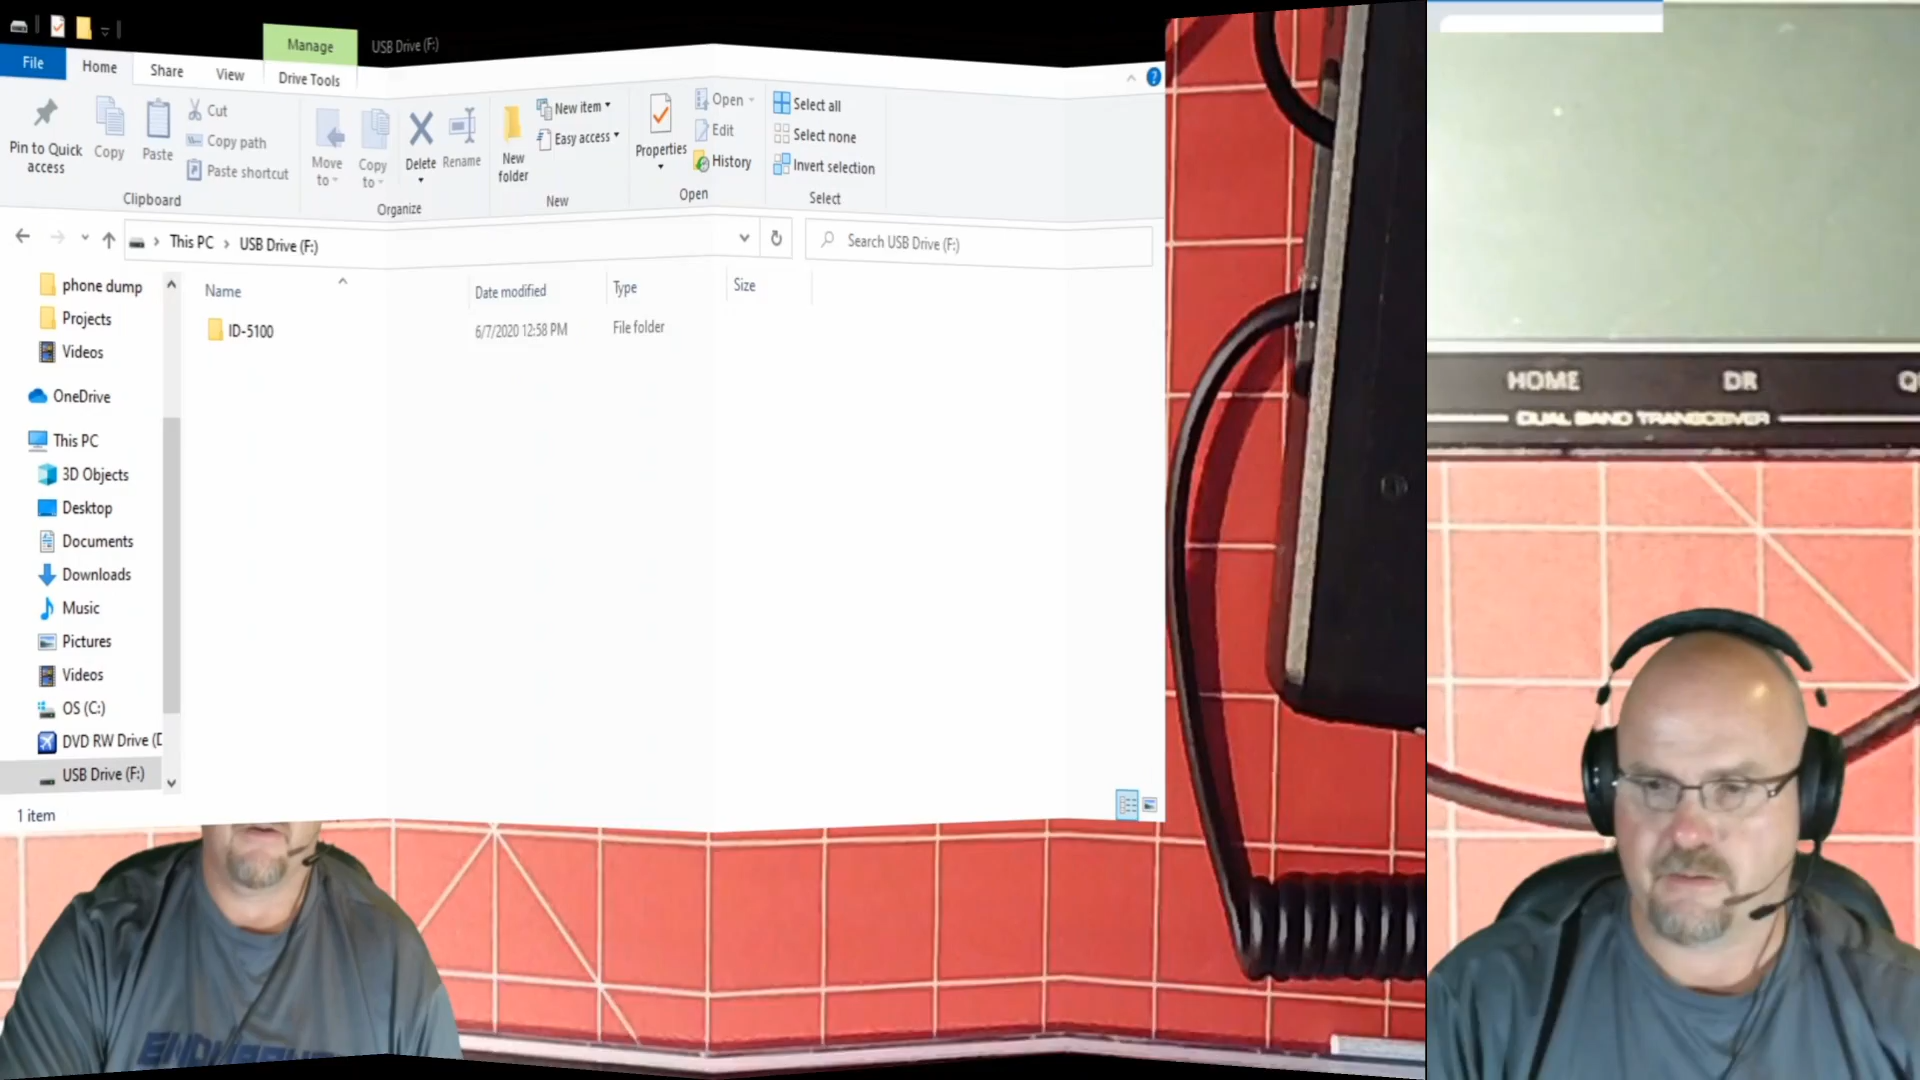 Manage
USB Drive (F:)
File
Home
Share
View
Drive Tools
Pin to Quick access
Copy
Paste
Cut
Copy path
Paste shortcut
Clipboard
Move to
Copy to
Delete
Rename
Organize
New folder
New item
Easy access
New
Properties
Open
Edit
History
Open
Select all
Select none
Invert selection
Select
This PC
USB Drive (F:)
Search USB Drive (F:)
Name
Date modified
Type
Size
ID-5100
6/7/2020 12:58 PM
File folder
phone dump
Projects
Videos
OneDrive
This PC
3D Objects
Desktop
Documents
Downloads
Music
Pictures
Videos
OS (C:)
DVD RW Drive (D
USB Drive (F:)
1 item
HOME
DR
DUAL BAND TRANSCEIVER